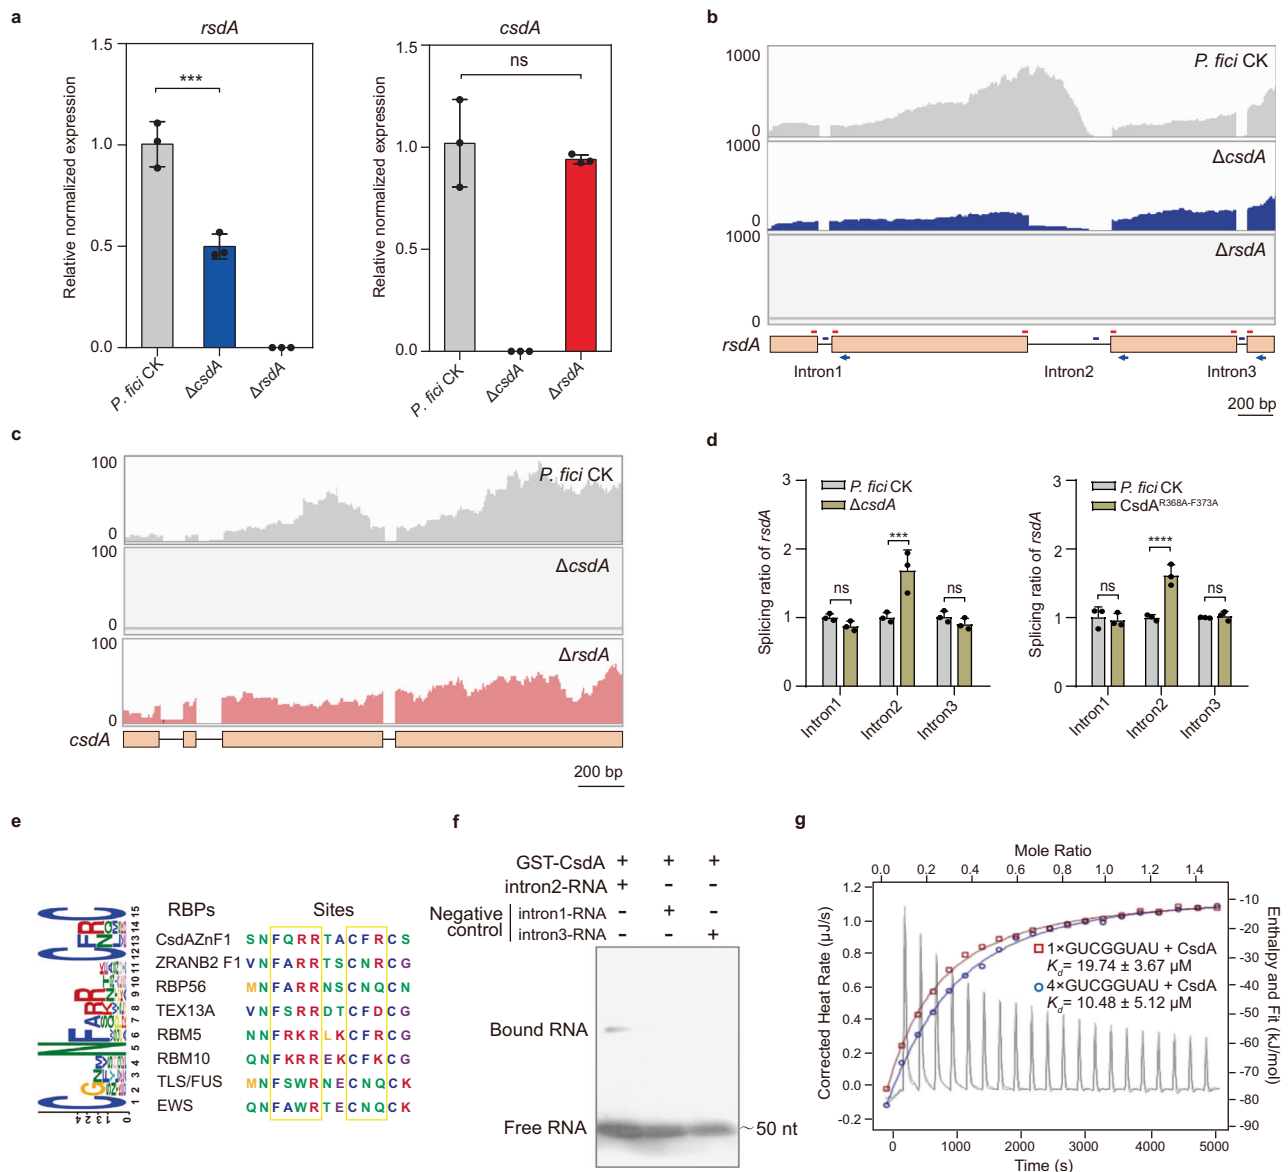 a
rsdA
Relative normalized expression
1.5
1.0
0.5
0.0
***
P. fici CK
ΔcsdA
ΔrsdA
csdA
Relative normalized expression
1.5
1.0
0.5
0.0
ns
P. fici CK
ΔcsdA
ΔrsdA
b
1000
0
P. fici CK
1000
0
ΔcsdA
1000
0
ΔrsdA
rsdA
Intron1
Intron2
Intron3
200 bp
c
100
0
P. fici CK
100
0
ΔcsdA
100
0
ΔrsdA
csdA
200 bp
d
Splicing ratio of rsdA
3
2
1
0
P. fici CK
ΔcsdA
ns
***
ns
Intron1
Intron2
Intron3
Splicing ratio of rsdA
3
2
1
0
P. fici CK
CsdA^R368A-F373A
ns
****
ns
Intron1
Intron2
Intron3
e
RBPs Sites
CsdAZnF1 SNFQRRTACFRCS
ZRANB2 F1 VNFARRTSCNRCG
RBP56 MNFARRNSCNQCN
TEX13A VNFSRRDTCFDCG
RBM5 NNFRKRLKCFRCG
RBM10 QNFKRREKCFKCG
TLS/FUS MNFSWRNECNQCK
EWS QNFAWRTECNQCK
f
GST-CsdA + + +
intron2-RNA + - -
Negative control
intron1-RNA - + -
intron3-RNA - - +
Bound RNA
Free RNA
~50 nt
g
Mole Ratio
0.0 0.2 0.4 0.6 0.8 1.0 1.2 1.4
Corrected Heat Rate (µJ/s)
1.2
1.0
0.8
0.6
0.4
0.2
0.0
-0.2
1×GUCGGUAU + CsdA
Kd= 19.74 ± 3.67 µM
4×GUCGGUAU + CsdA
Kd= 10.48 ± 5.12 µM
-10
-20
-30
-40
-50
-60
-70
-80
-90
Enthalpy and Fit (kJ/mol)
0 1000 2000 3000 4000 5000
Time (s)